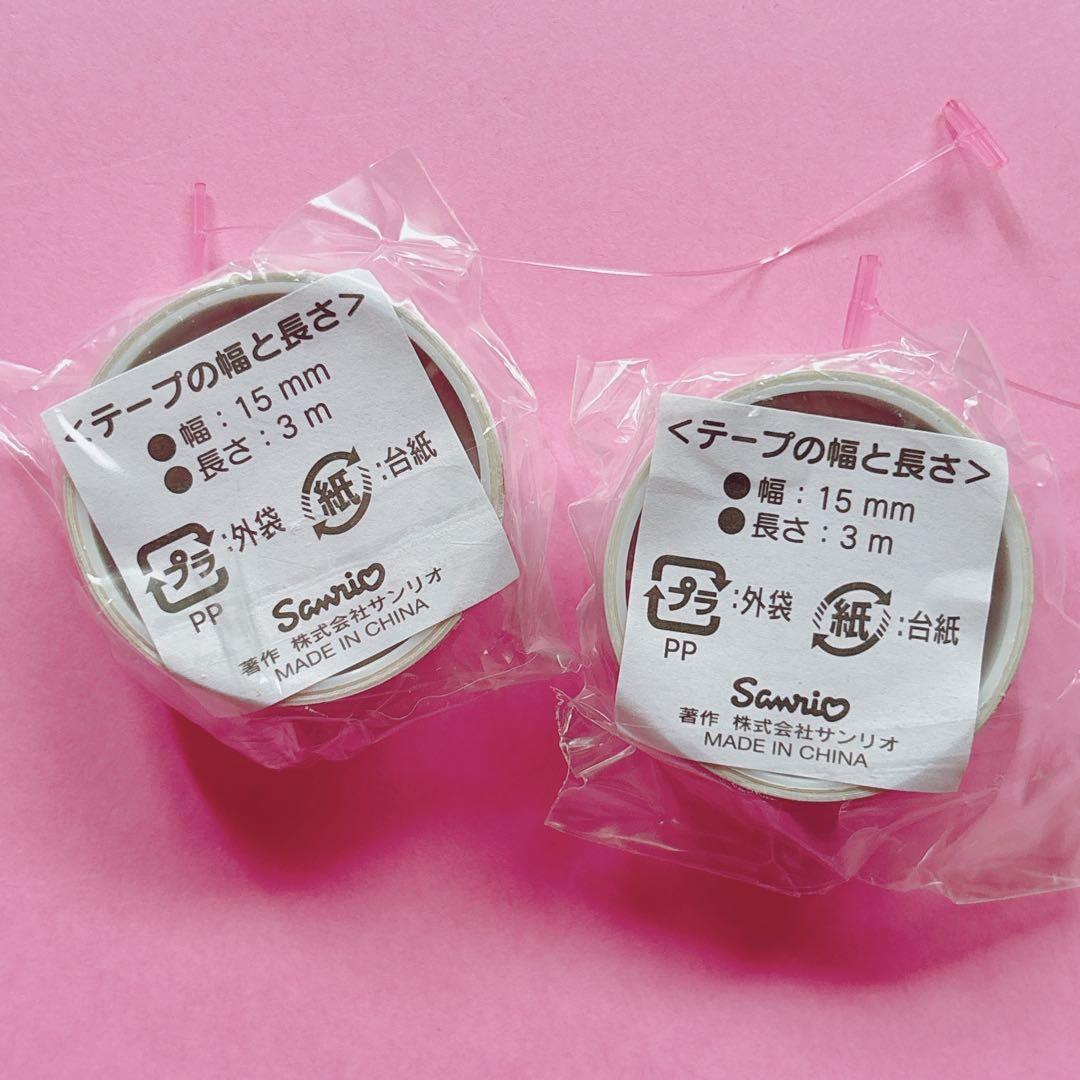 <テープの幅と長さ>
●幅：15 mm
●長さ：3 m
プラ：外袋
PP
紙：台紙
Sanrio
著作 株式会社サンリオ
MADE IN CHINA
<テープの幅と長さ>
●幅：15 mm
●長さ：3 m
プラ：外袋
PP
紙：台紙
Sanrio
著作 株式会社サンリオ
MADE IN CHINA